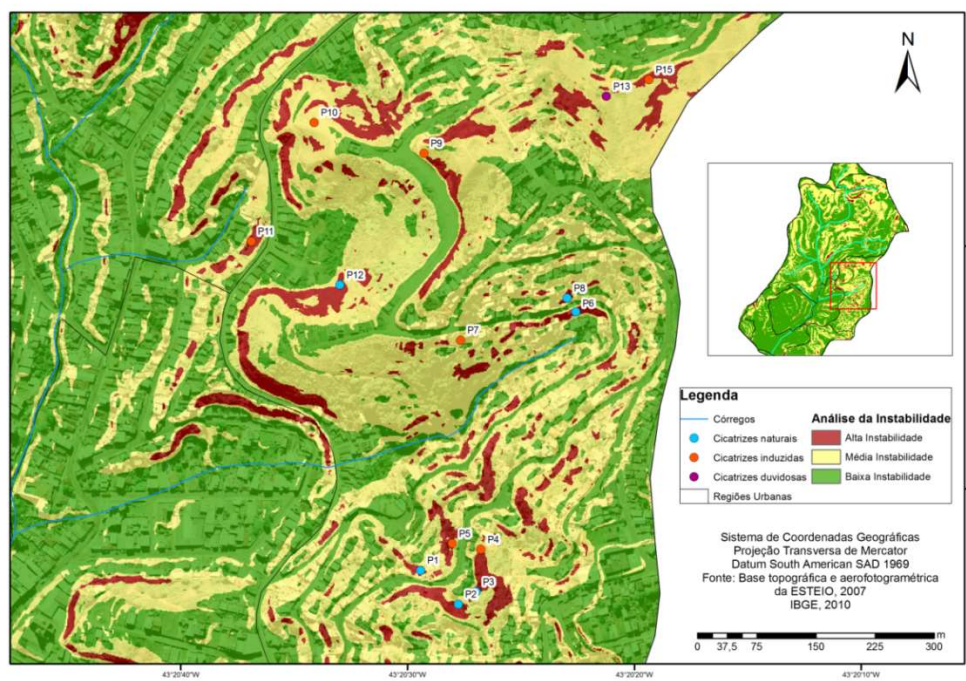 N
P15
P13
P10
P9
P11
P12
P8
P6
P7
P5
P4
P1
P3
P2
Legenda
Córregos
Cicatrizes naturais
Cicatrizes induzidas
Cicatrizes duvidosas
Regiões Urbanas
Análise da Instabilidade
Alta Instabilidade
Média Instabilidade
Baixa Instabilidade
Sistema de Coordenadas Geográficas
Projeção Transversa de Mercator
Datum South American SAD 1969
Fonte: Base topográfica e aerofotogramétrica
da ESTEIO, 2007
IBGE, 2010
m
0 37,5 75 150 225 300
43°20'40"W 43°20'30"W 43°20'20"W 43°20'10"W